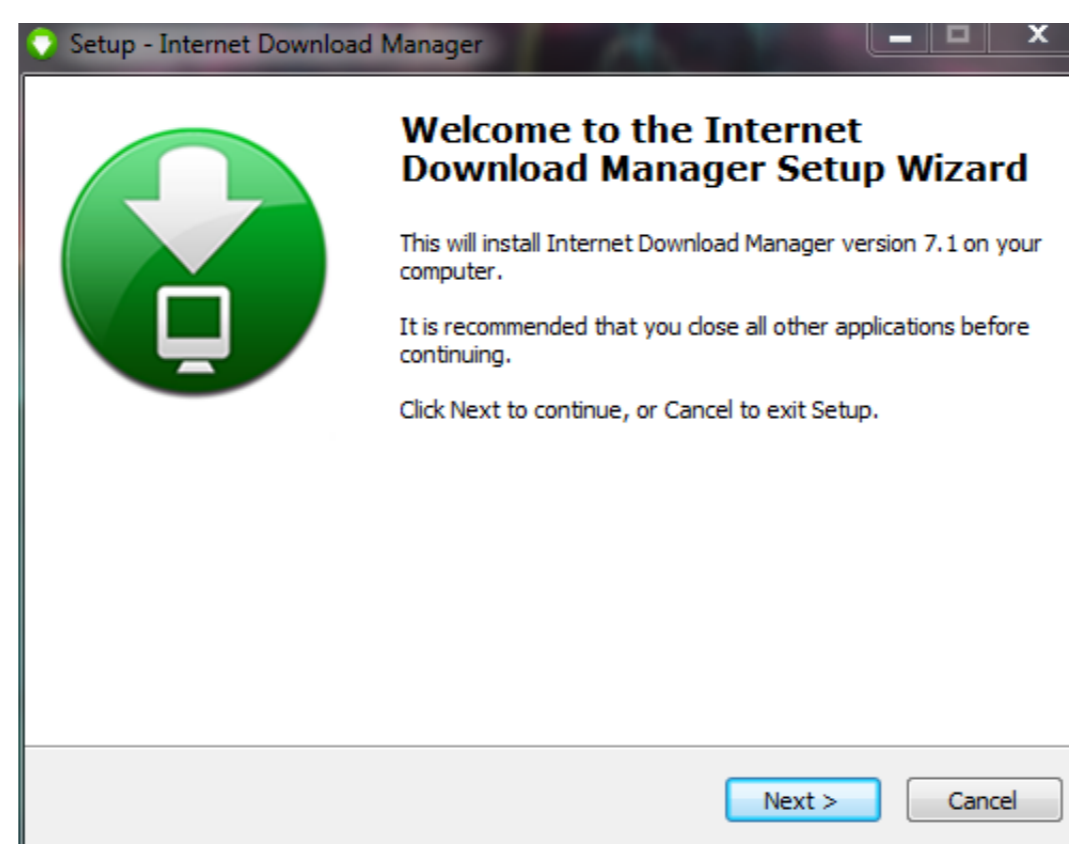 Setup - Internet Download Manager
Welcome to the Internet
Download Manager Setup Wizard
This will install Internet Download Manager version 7.1 on your
computer.
It is recommended that you close all other applications before
continuing.
Click Next to continue, or Cancel to exit Setup.
Next >
Cancel